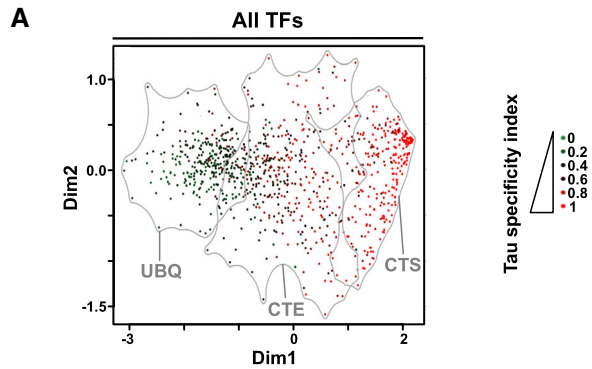 A
All TFs
1.0
0.0
-1.5
Dim2
-3
0
2
Dim1
UBQ
CTE
CTS
Tau specificity index
0
0.2
0.4
0.6
0.8
1